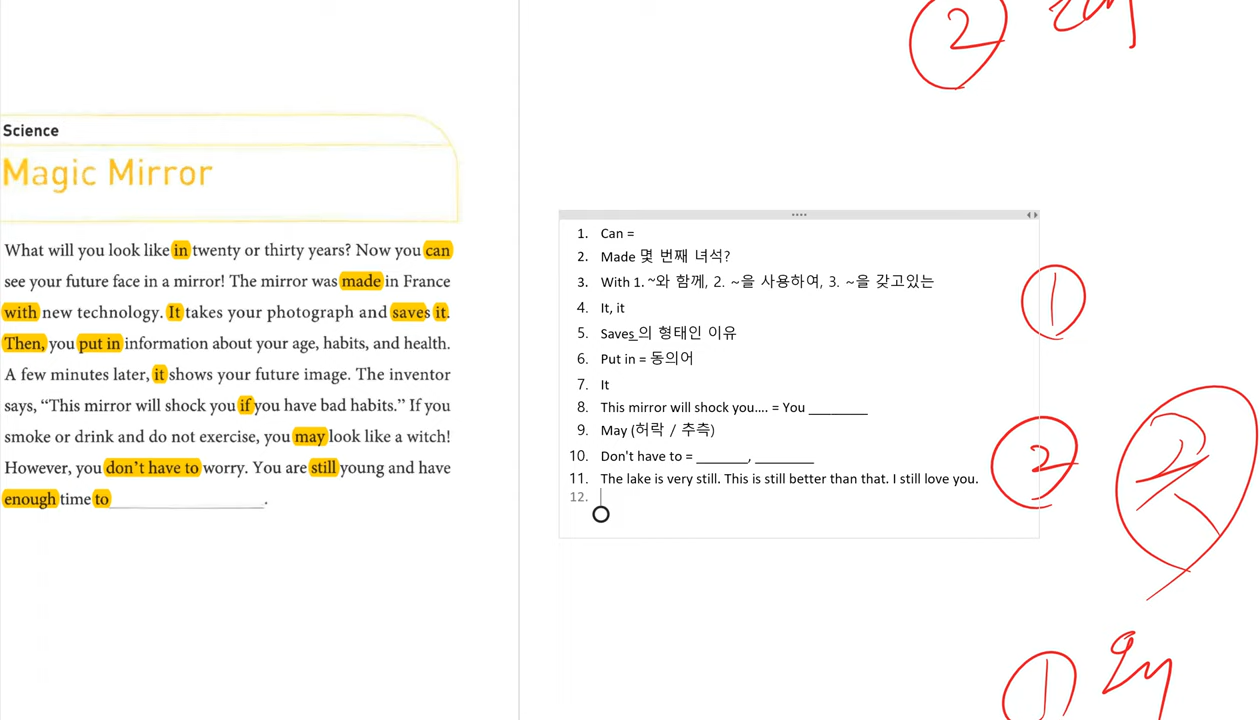 Science
Magic Mirror
What will you look like in twenty or thirty years? Now you can
see your future face in a mirror! The mirror was made in France
with new technology. It takes your photograph and saves it.
Then, you put in information about your age, habits, and health.
A few minutes later, it shows your future image. The inventor
says, “This mirror will shock you if you have bad habits.” If you
smoke or drink and do not exercise, you may look like a witch!
However, you don’t have to worry. You are still young and have
enough time to ____________________.
1. Can =
2. Made 몇 번째 녀석?
3. With 1. ~와 함께, 2. ~을 사용하여, 3. ~을 갖고있는
4. It, it
5. Saves 의 형태인 이유
6. Put in = 동의어
7. It
8. This mirror will shock you.... = You ________
9. May (허락 / 추측)
10. Don't have to = _______, ________
11. The lake is very still. This is still better than that. I still love you.
12.
2
1
2
1